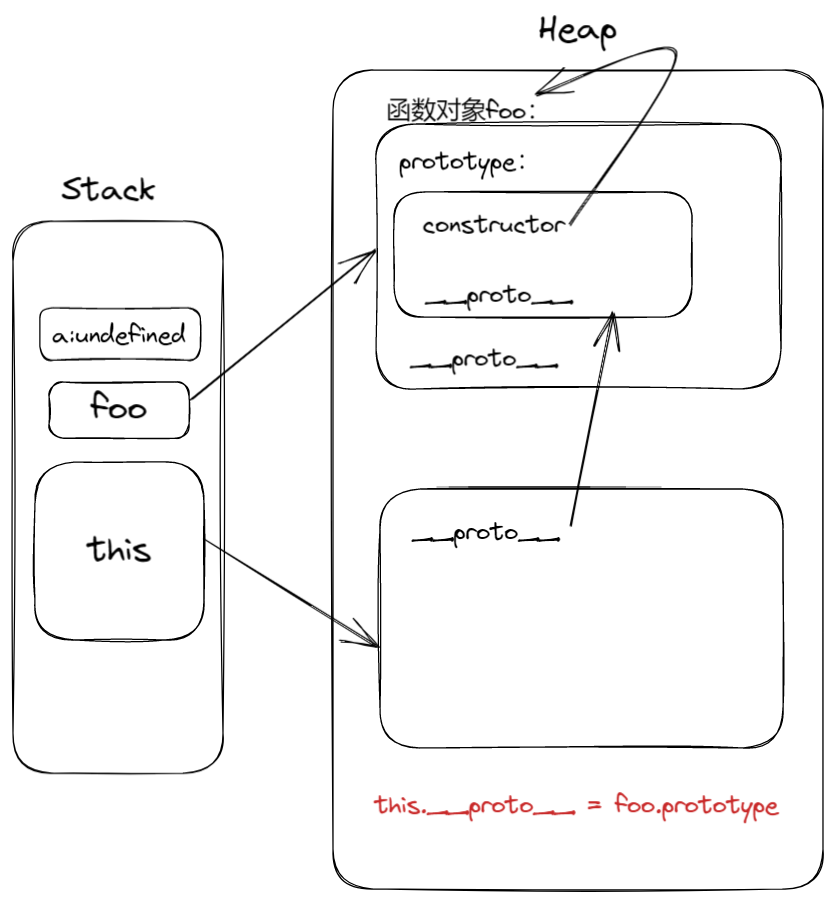 Heap
函数对象foo:
prototype:
constructor
__proto__
__proto__
Stack
a:undefined
foo
this
__proto__
this.__proto__ = foo.prototype